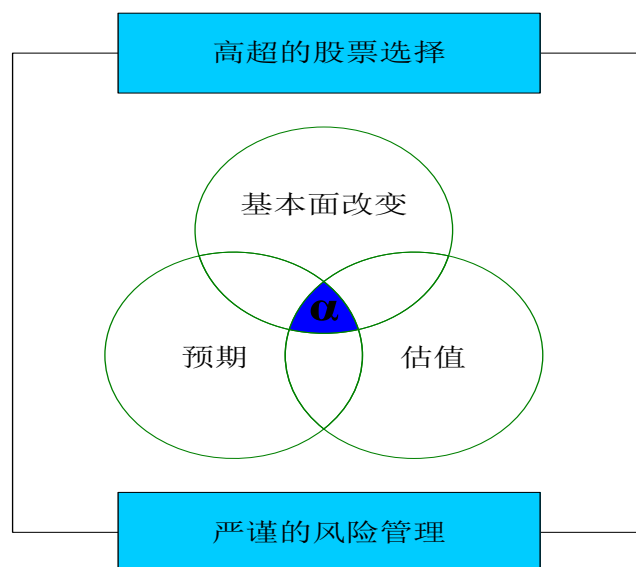 高超的股票选择
基本面改变
α
预期
估值
严谨的风险管理